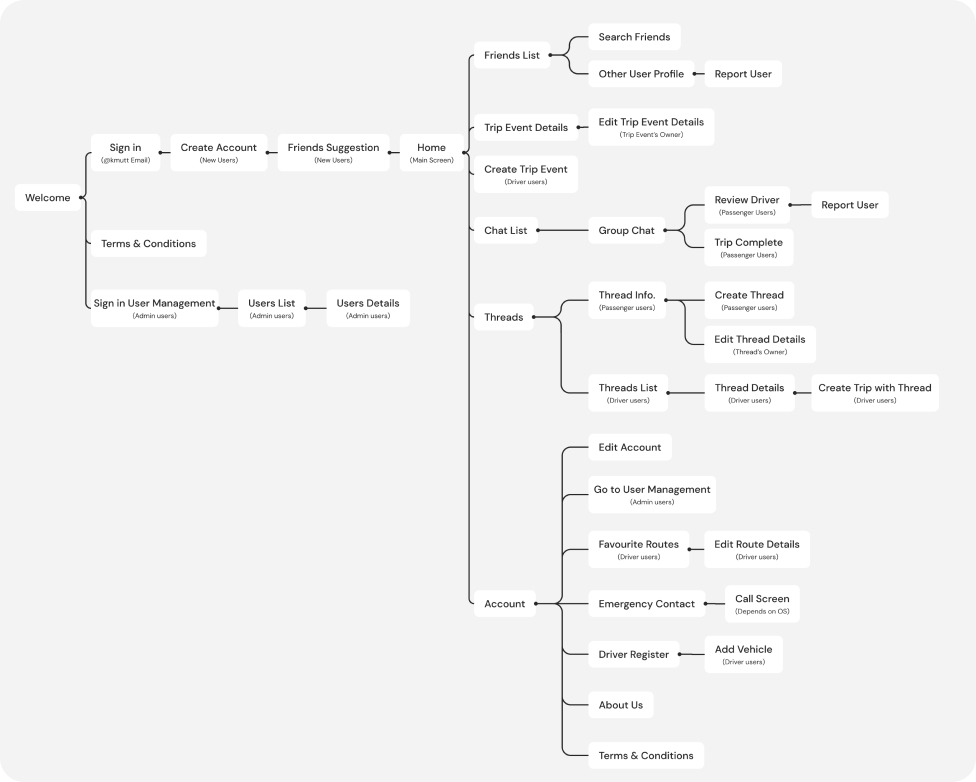 Welcome
Sign in
(@kmutt Email)
Create Account
(New Users)
Friends Suggestion
(New Users)
Home
(Main Screen)
Terms & Conditions
Sign in User Management
(Admin users)
Users List
(Admin users)
Users Details
(Admin users)
Friends List
Search Friends
Other User Profile
Report User
Trip Event Details
Edit Trip Event Details
(Trip Event's Owner)
Create Trip Event
(Driver users)
Chat List
Group Chat
Review Driver
(Passenger Users)
Report User
Trip Complete
(Passenger Users)
Threads
Thread Info.
(Passenger users)
Create Thread
(Passenger users)
Edit Thread Details
(Thread's Owner)
Threads List
(Driver users)
Thread Details
(Driver users)
Create Trip with Thread
(Driver users)
Account
Edit Account
Go to User Management
(Admin users)
Favourite Routes
(Driver users)
Edit Route Details
(Driver users)
Emergency Contact
Call Screen
(Depends on OS)
Driver Register
Add Vehicle
(Driver users)
About Us
Terms & Conditions